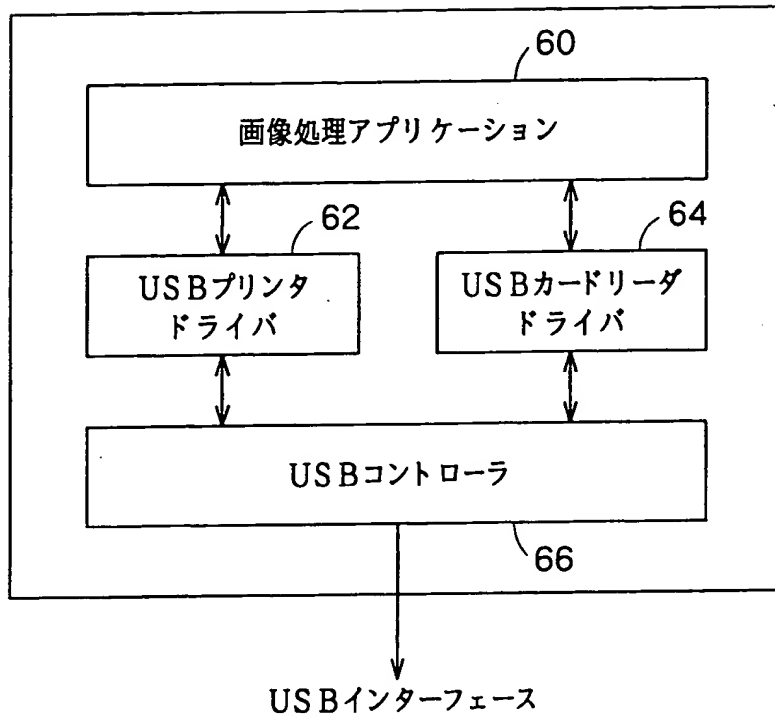 60
画像処理アプリケーション
62
64
USBプリンタ
ドライバ
USBカードリーダ
ドライバ
USBコントローラ
66
USBインターフェース